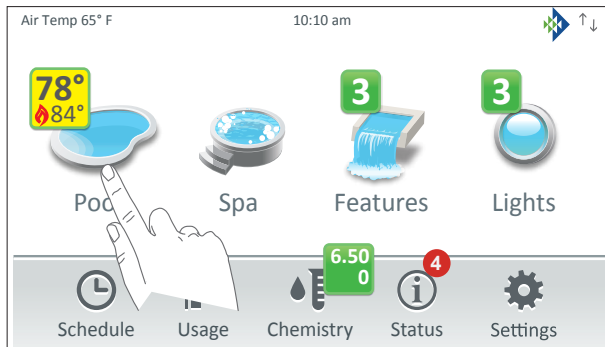 Air Temp 65° F
10:10 am
78°
84°
3
3
Spa
Features
Lights
6.50
0
4
Schedule
Usage
Chemistry
Status
Settings